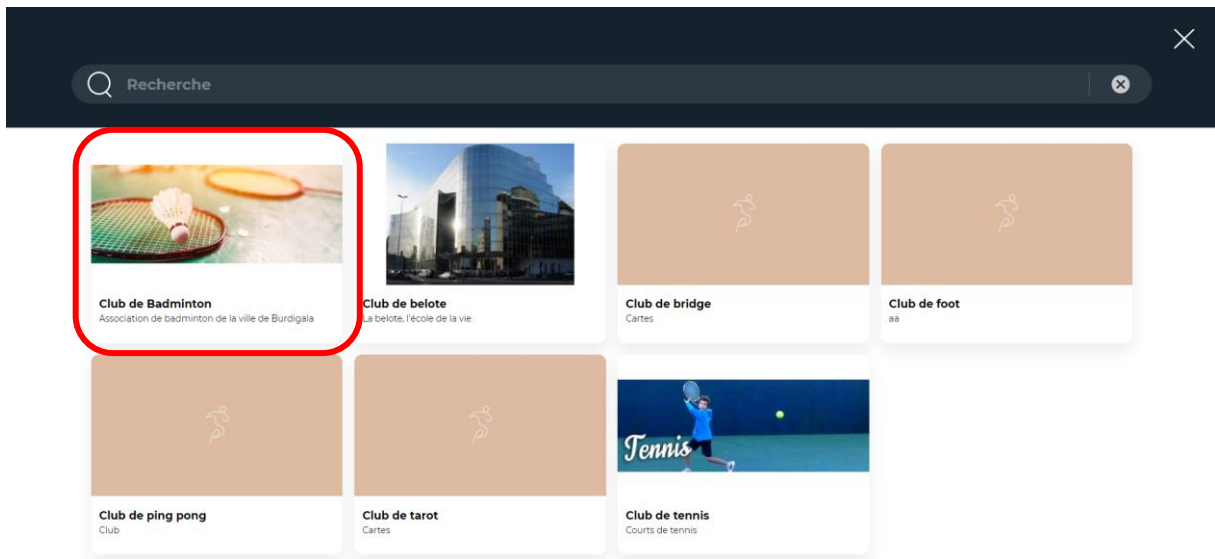 Recherche
Club de Badminton
Association de badminton de la ville de Burdigala
Club de belote
La belote, l'école de la vie
Club de bridge
Cartes
Club de foot
aa
Tennis
Club de ping pong
Club
Club de tarot
Cartes
Club de tennis
Courts de tennis